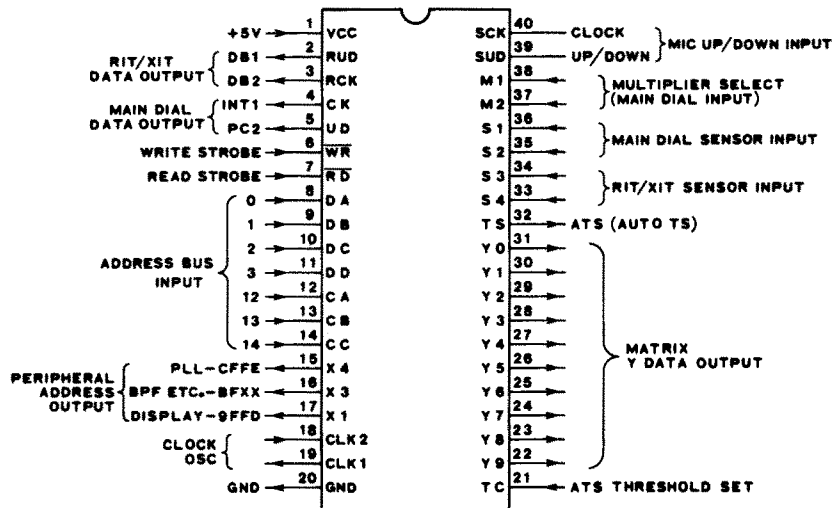 +5V 1 VCC
RIT/XIT DATA OUTPUT
DB1 2 RUD
DB2 3 RCK
MAIN DIAL DATA OUTPUT
INT1 4 CK
PC2 5 UD
WRITE STROBE 6 WR
READ STROBE 7 RD
ADDRESS BUS INPUT
0 8 DA
1 9 DB
2 10 DC
3 11 DD
12 12 CA
13 13 CB
14 14 CC
PERIPHERAL ADDRESS OUTPUT
PLL-CFFE 15 X4
BPF ETC.-BFXX 16 X3
DISPLAY-9FFD 17 X1
CLOCK OSC
18 CLK2
19 CLK1
GND 20 GND
SCK 40 CLOCK
SUD 39 UP/DOWN
MIC UP/DOWN INPUT
M1 38
M2 37
MULTIPLIER SELECT
(MAIN DIAL INPUT)
S1 36
S2 35
MAIN DIAL SENSOR INPUT
S3 34
S4 33
RIT/XIT SENSOR INPUT
TS 32 ATS (AUTO TS)
Y0 31
Y1 30
Y2 29
Y3 28
Y4 27
Y5 26
Y6 25
Y7 24
Y8 23
Y9 22
MATRIX
Y DATA OUTPUT
TC 21 ATS THRESHOLD SET